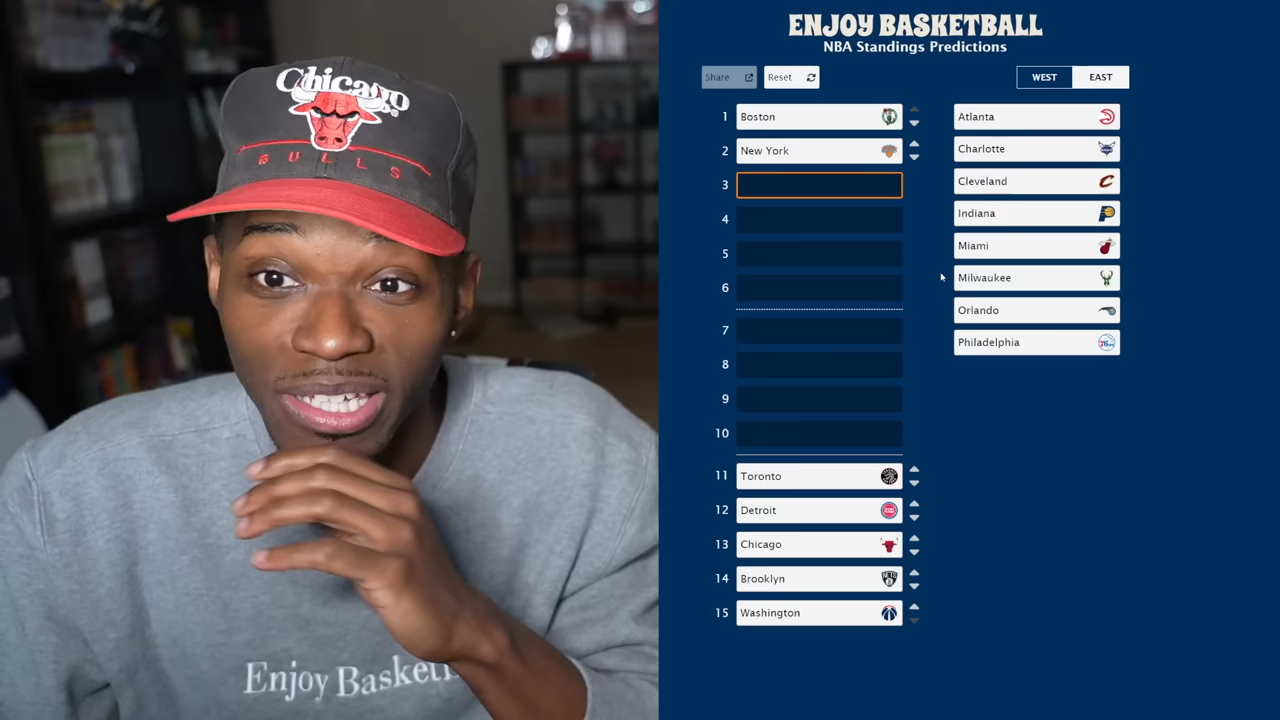 Chicago
BULLS
Enjoy Basketb
ENJOY BASKETBALL
NBA Standings Predictions
Share
Reset
WEST
EAST
1 Boston
2 New York
3
4
5
6
7
8
9
10
11 Toronto
12 Detroit
13 Chicago
14 Brooklyn
15 Washington
Atlanta
Charlotte
Cleveland
Indiana
Miami
Milwaukee
Orlando
Philadelphia